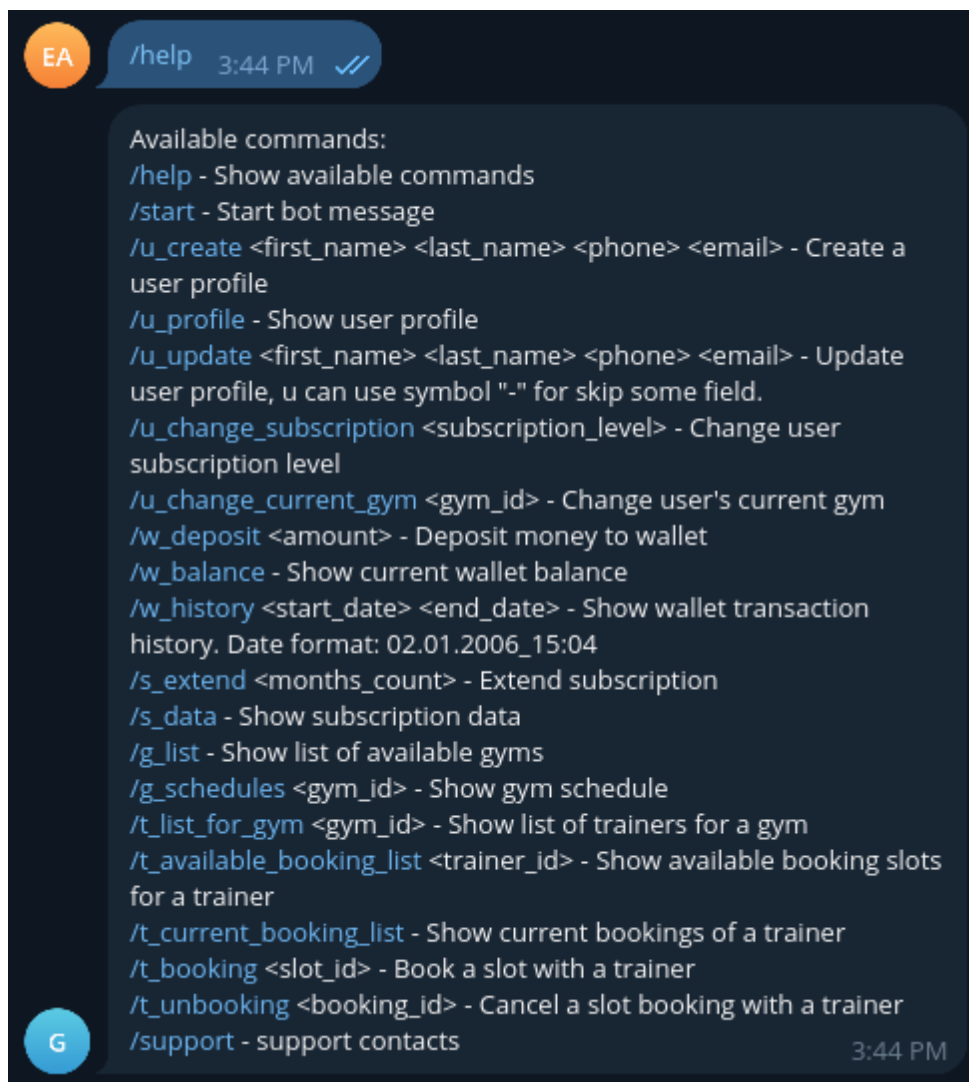 EA
/help 3:44 PM
Available commands:
/help - Show available commands
/start - Start bot message
/u_create <first_name> <last_name> <phone> <email> - Create a
user profile
/u_profile - Show user profile
/u_update <first_name> <last_name> <phone> <email> - Update
user profile, u can use symbol "-" for skip some field.
/u_change_subscription <subscription_level> - Change user
subscription level
/u_change_current_gym <gym_id> - Change user's current gym
/w_deposit <amount> - Deposit money to wallet
/w_balance - Show current wallet balance
/w_history <start_date> <end_date> - Show wallet transaction
history. Date format: 02.01.2006_15:04
/s_extend <months_count> - Extend subscription
/s_data - Show subscription data
/g_list - Show list of available gyms
/g_schedules <gym_id> - Show gym schedule
/t_list_for_gym <gym_id> - Show list of trainers for a gym
/t_available_booking_list <trainer_id> - Show available booking slots
for a trainer
/t_current_booking_list - Show current bookings of a trainer
/t_booking <slot_id> - Book a slot with a trainer
/t_unbooking <booking_id> - Cancel a slot booking with a trainer
/support - support contacts
G
3:44 PM